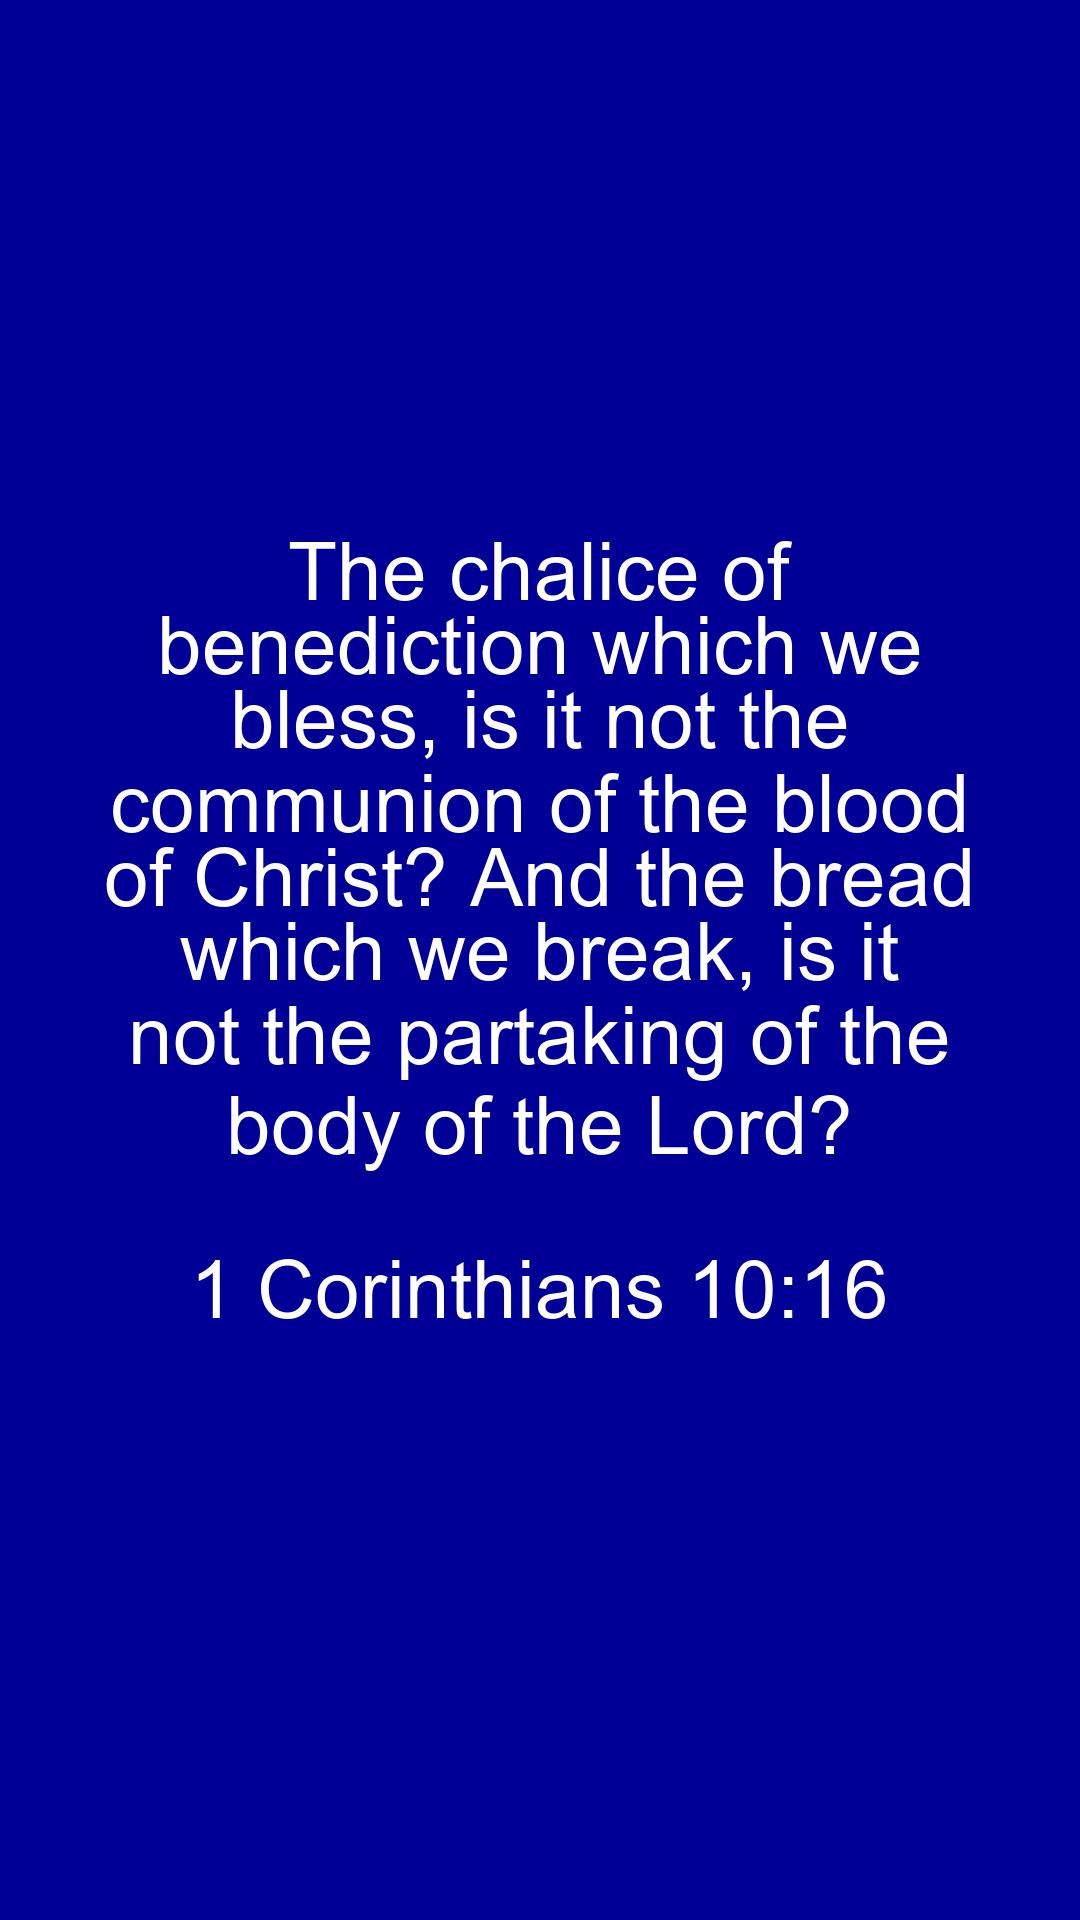 The chalice of
benediction which we
bless, is it not the
communion of the blood
of Christ? And the bread
which we break, is it
not the partaking of the
body of the Lord?
1 Corinthians 10:16